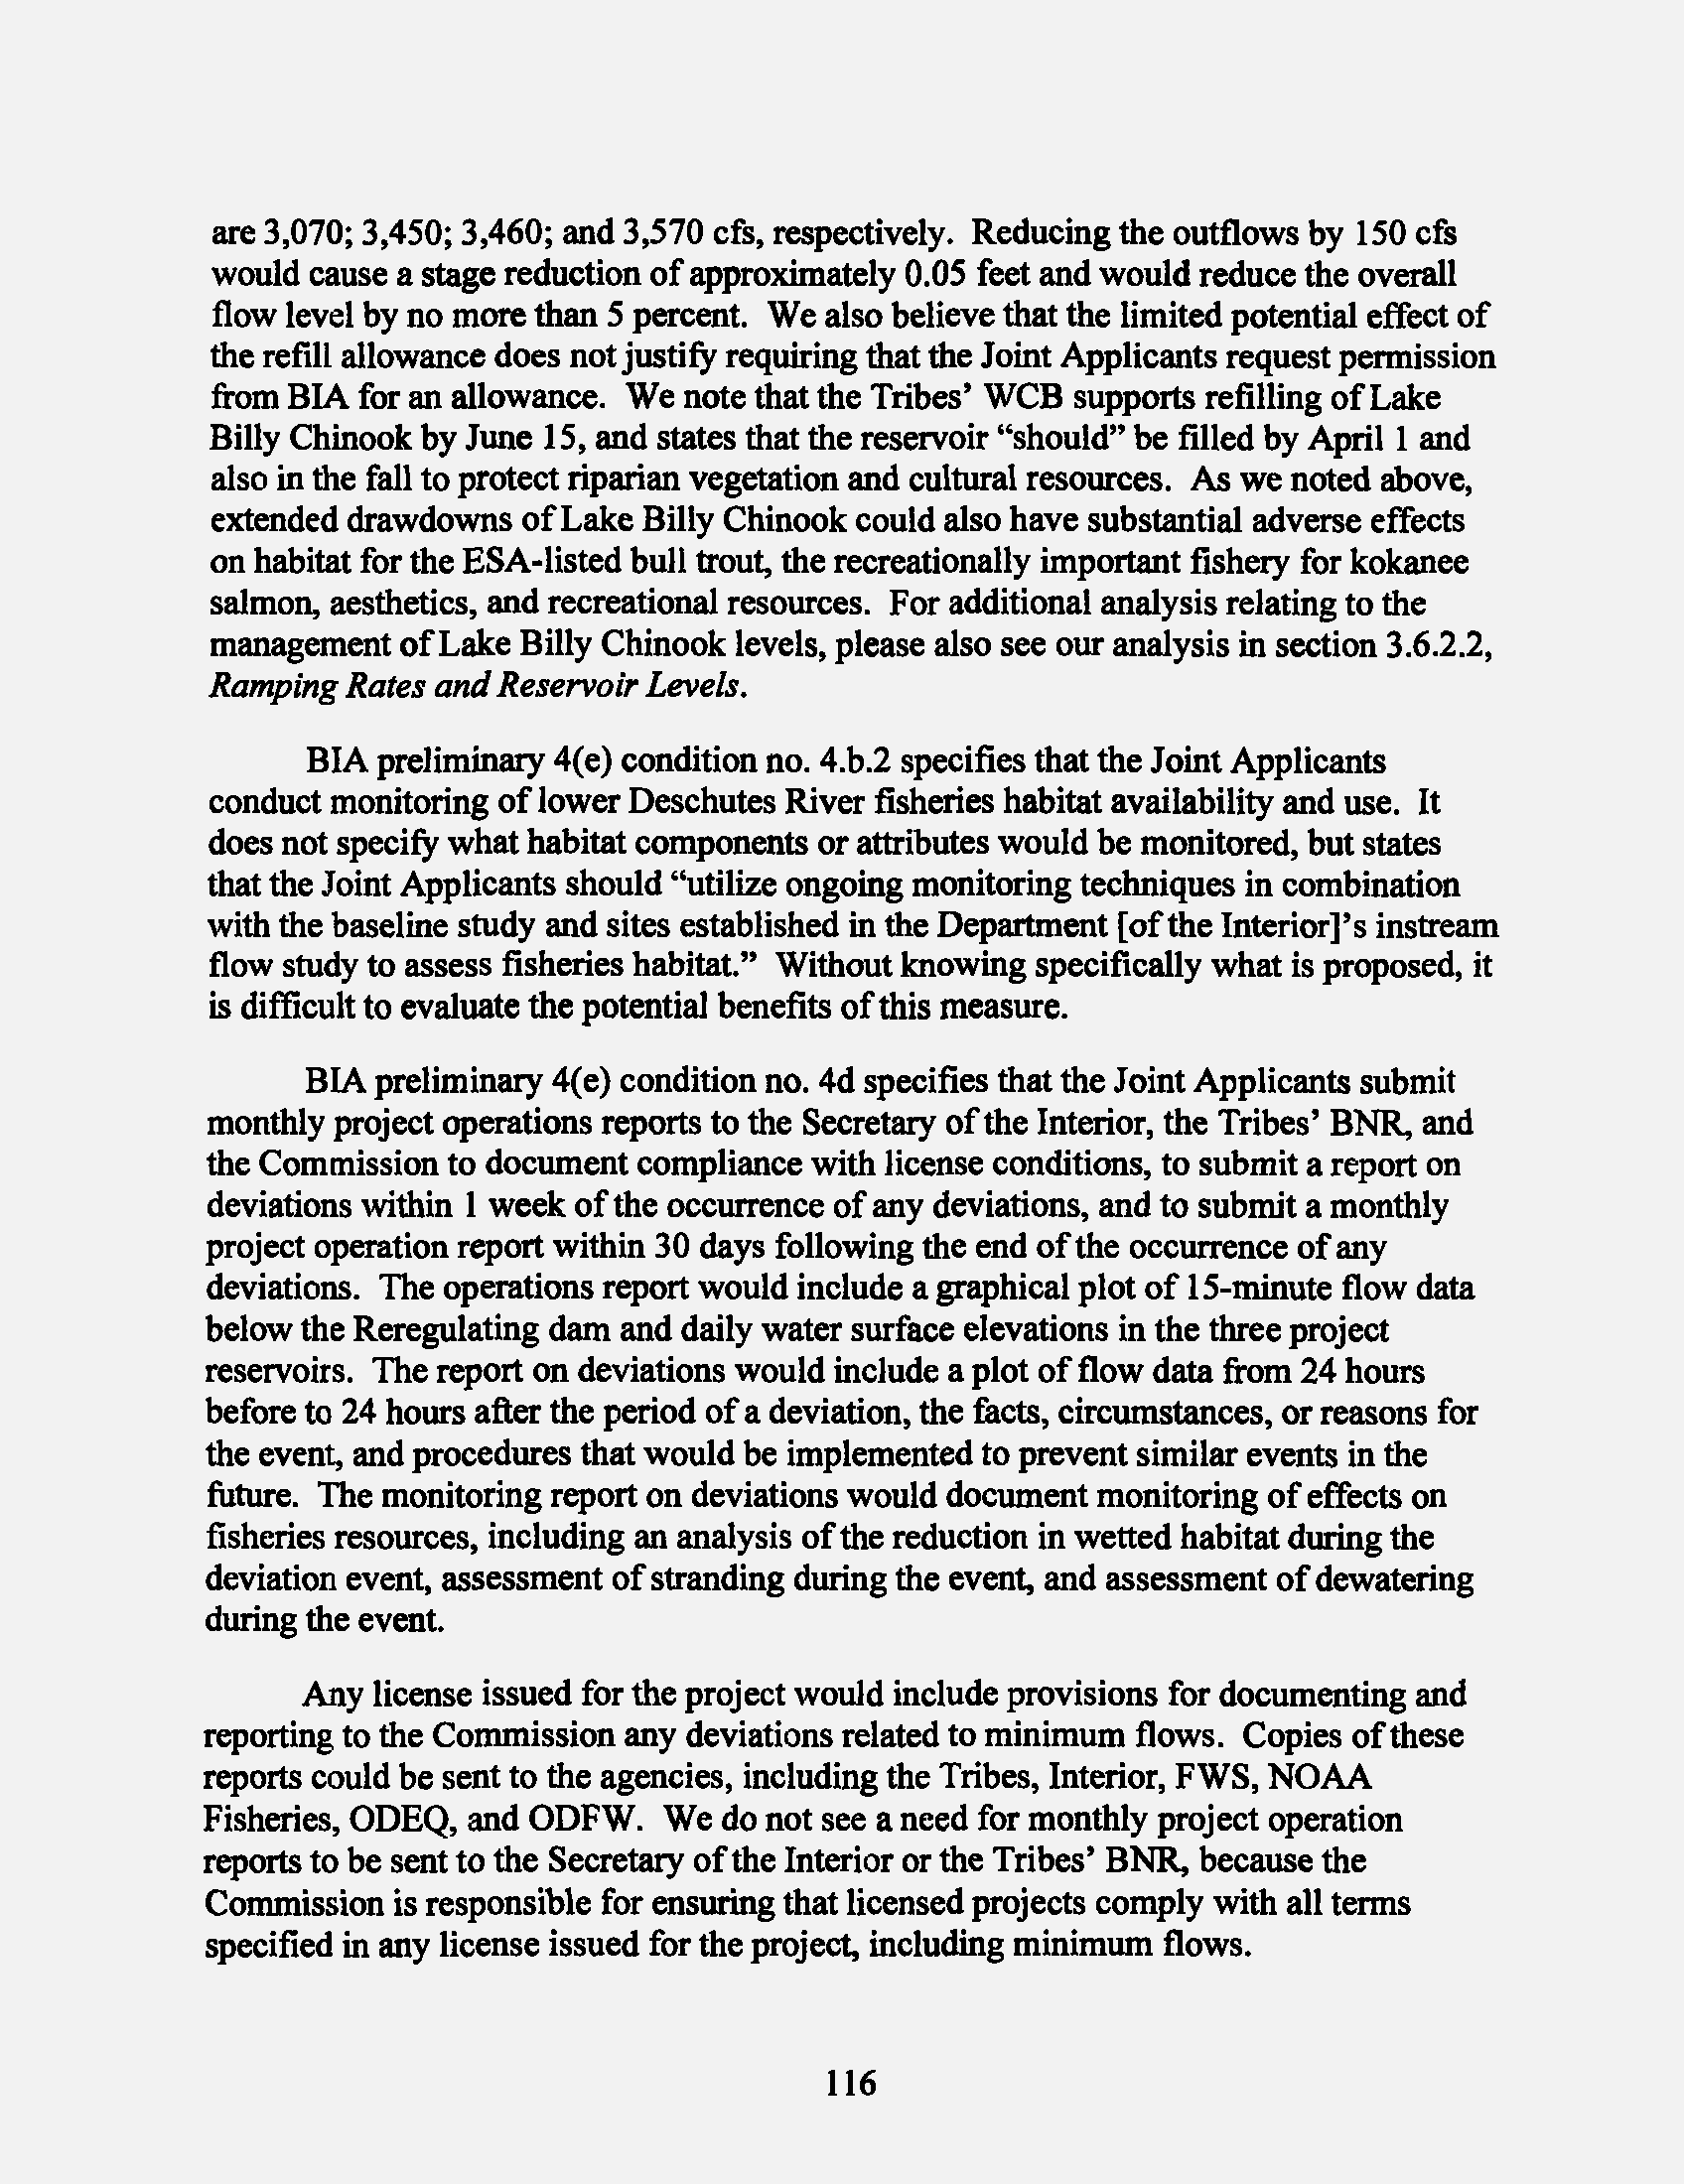 are 3,070; 3,450; 3,460; and 3,570 cfs, respectively.  Reducing the outflows by 150 cfs
would cause a stage reduction of approximately 0.05 feet and would reduce the overall
flow level by no more than 5 percent.  We also believe that the limited potential effect of
the refill allowance does not justify requiring that the Joint Applicants request permission
from BIA for an allowance.  We note that the Tribes’ WCB supports refilling of Lake
Billy Chinook by June 15, and states that the reservoir “should” be filled by April 1 and
also in the fall to protect riparian vegetation and cultural resources.  As we noted above,
extended drawdowns of Lake Billy Chinook could also have substantial adverse effects
on habitat for the ESA-listed bull trout, the recreationally important fishery for kokanee
salmon, aesthetics, and recreational resources.  For additional analysis relating to the
management of Lake Billy Chinook levels, please also see our analysis in section 3.6.2.2,
Ramping Rates and Reservoir Levels.
BIA preliminary 4(e) condition no. 4.b.2 specifies that the Joint Applicants
conduct monitoring of lower Deschutes River fisheries habitat availability and use.  It
does not specify what habitat components or attributes would be monitored, but states
that the Joint Applicants should “utilize ongoing monitoring techniques in combination
with the baseline study and sites established in the Department [of the Interior]’s instream
flow study to assess fisheries habitat.”  Without knowing specifically what is proposed, it
is difficult to evaluate the potential benefits of this measure.
BIA preliminary 4(e) condition no. 4d specifies that the Joint Applicants submit
monthly project operations reports to the Secretary of the Interior, the Tribes’ BNR, and
the Commission to document compliance with license conditions, to submit a report on
deviations within 1 week of the occurrence of any deviations, and to submit a monthly
project operation report within 30 days following the end of the occurrence of any
deviations.  The operations report would include a graphical plot of 15-minute flow data
below the Reregulating dam and daily water surface elevations in the three project
reservoirs.  The report on deviations would include a plot of flow data from 24 hours
before to 24 hours after the period of a deviation, the facts, circumstances, or reasons for
the event, and procedures that would be implemented to prevent similar events in the
future.  The monitoring report on deviations would document monitoring of effects on
fisheries resources, including an analysis of the reduction in wetted habitat during the
deviation event, assessment of stranding during the event, and assessment of dewatering
during the event.
Any license issued for the project would include provisions for documenting and
reporting to the Commission any deviations related to minimum flows.  Copies of these
reports could be sent to the agencies, including the Tribes, Interior, FWS, NOAA
Fisheries, ODEQ, and ODFW.  We do not see a need for monthly project operation
reports to be sent to the Secretary of the Interior or the Tribes’ BNR, because the
Commission is responsible for ensuring that licensed projects comply with all terms
specified in any license issued for the project, including minimum flows.
116